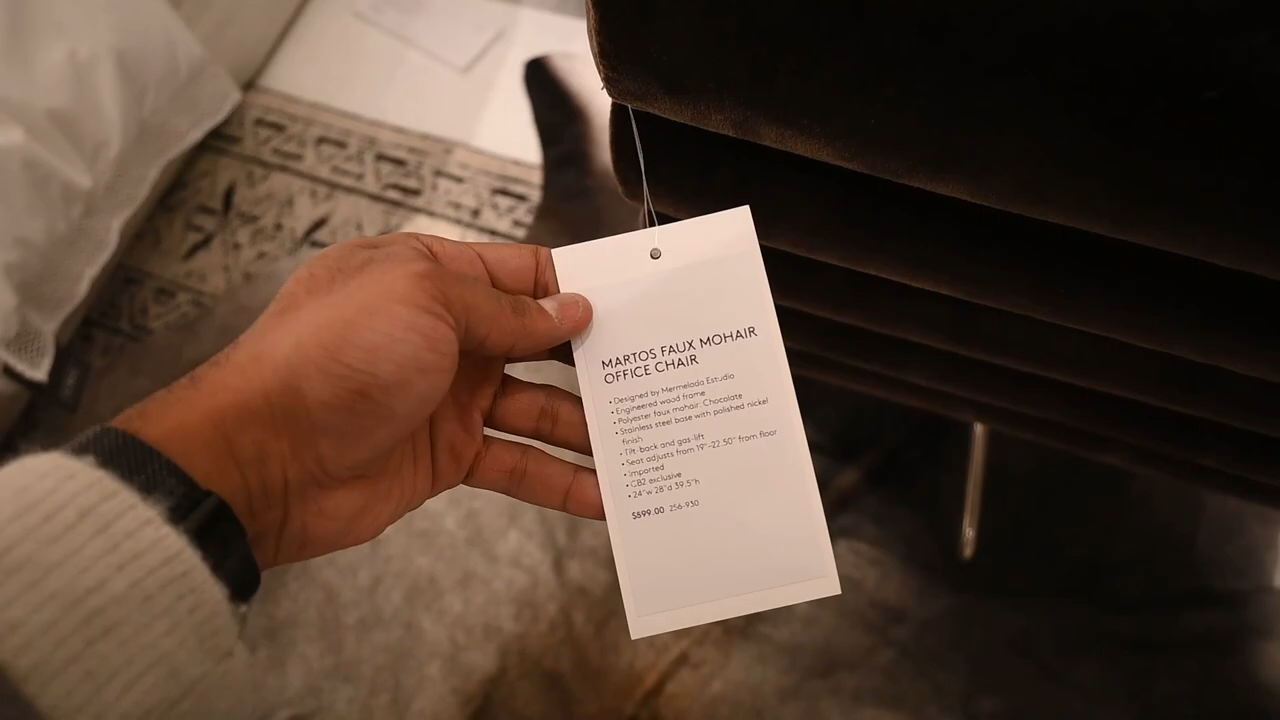 MARTOS FAUX MOHAIR
OFFICE CHAIR
• Designed by Mermelada Estudio
• Engineered wood frame
• Polyester faux mohair: Chocolate
• Stainless steel base with polished nickel
finish
• Tilt-back and gas-lift
• Seat adjusts from 19"-22.50" from floor
• Imported
• CB2 exclusive
• 24"w 28"d 39.5"h
$899.00 256-930